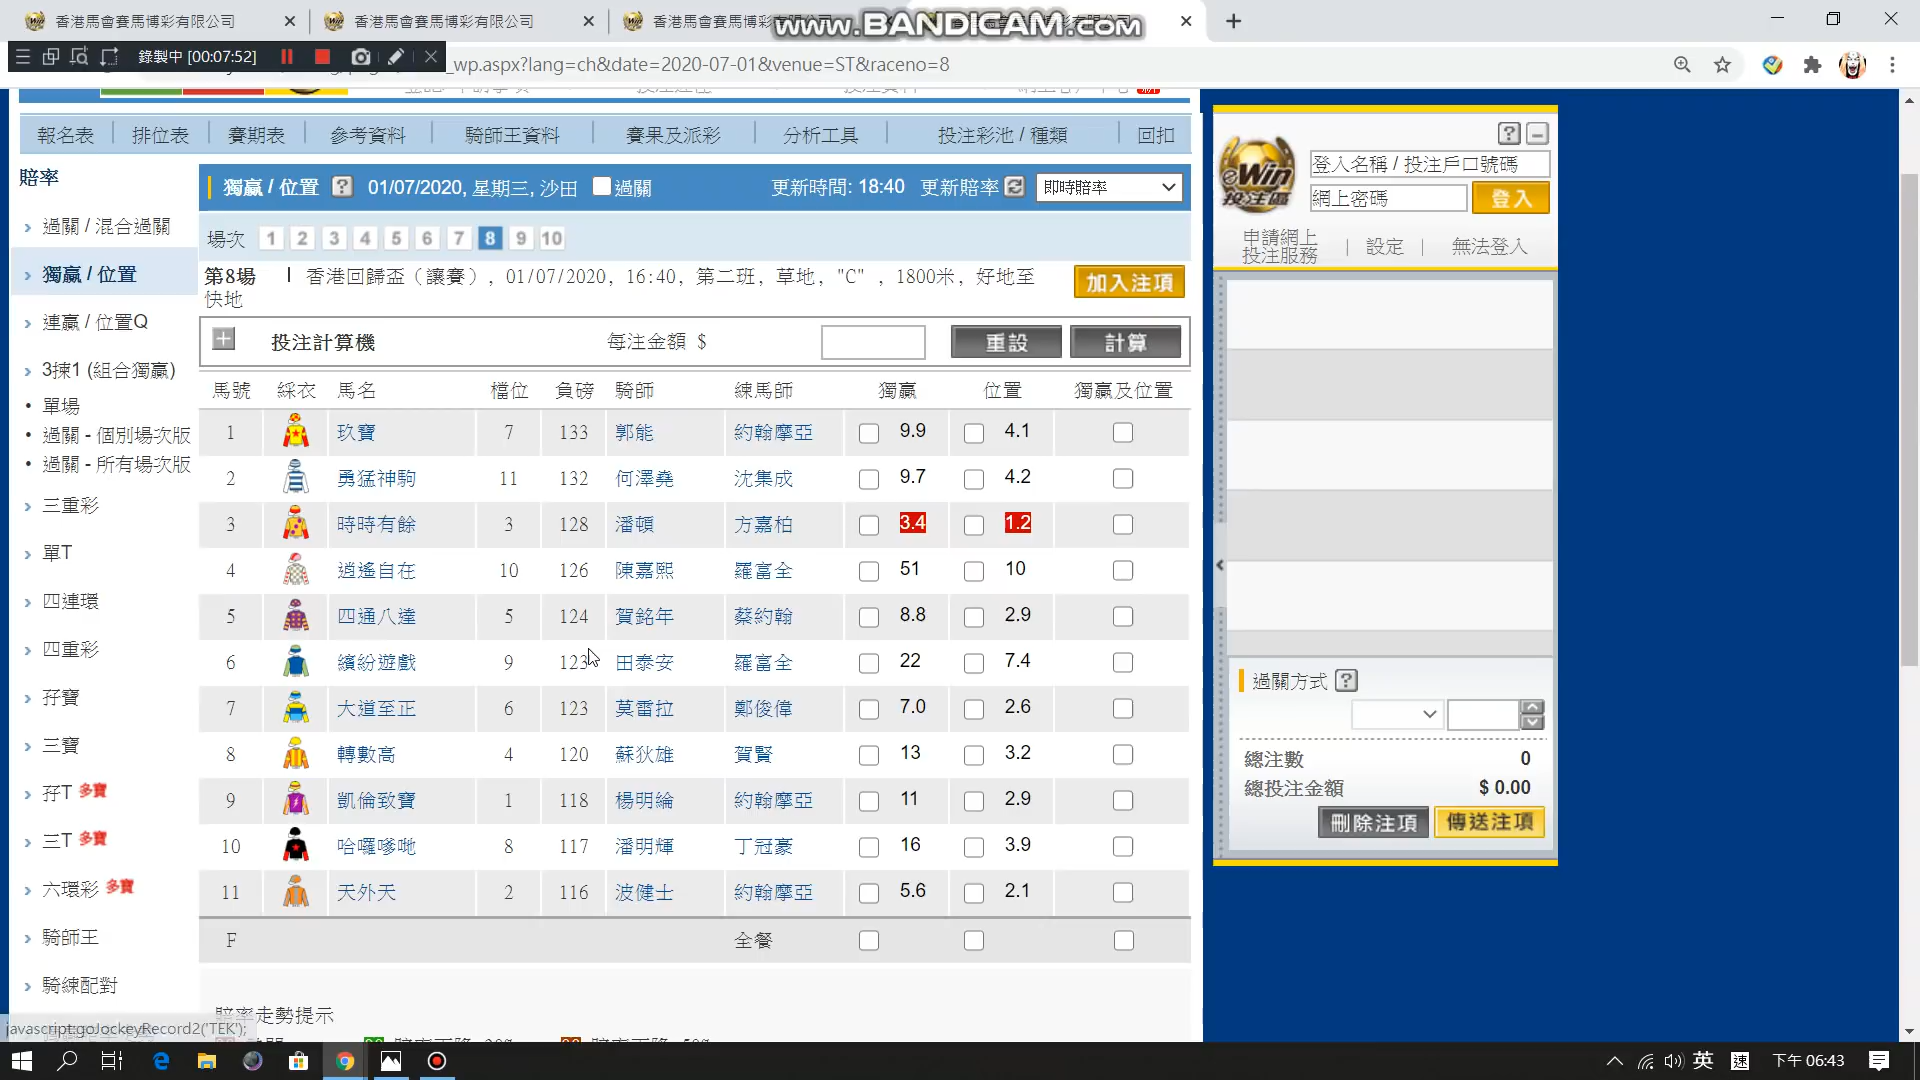 香港馬會賽馬博彩有限公司 香港馬會賽馬博彩有限公司 香港馬會賽馬博彩
www.BANDICAM.com
錄製中 [00:07:52]
_wp.aspx?lang=ch&date=2020-07-01&venue=ST&raceno=8
報名表 排位表 賽期表 參考資料 騎師王資料 賽果及派彩 分析工具 投注彩池 / 種類 回扣
賠率
過關 / 混合過關
獨贏 / 位置
連贏 / 位置Q
3揀1 (組合獨贏)
單場
過關 - 個別場次版
過關 - 所有場次版
三重彩
單T
四連環
四重彩
孖寶
三寶
孖T 多寶
三T 多寶
六環彩 多寶
騎師王
騎練配對
獨贏 / 位置 ? 01/07/2020, 星期三, 沙田 過關 更新時間: 18:40 更新賠率 即時賠率
場次 1 2 3 4 5 6 7 8 9 10
第8場 香港回歸盃（讓賽）, 01/07/2020, 16:40, 第二班, 草地, "C" , 1800米, 好地至
快地
加入注項
投注計算機 每注金額 $ 重設 計算
馬號 綵衣 馬名 檔位 負磅 騎師 練馬師 獨贏 位置 獨贏及位置
1 玖寶 7 133 郭能 約翰摩亞 9.9 4.1
2 勇猛神駒 11 132 何澤堯 沈集成 9.7 4.2
3 時時有餘 3 128 潘頓 方嘉柏 3.4 1.2
4 逍遙自在 10 126 陳嘉熙 羅富全 51 10
5 四通八達 5 124 賀銘年 蔡約翰 8.8 2.9
6 繽紛遊戲 9 123 田泰安 羅富全 22 7.4
7 大道至正 6 123 莫雷拉 鄭俊偉 7.0 2.6
8 轉數高 4 120 蘇狄雄 賀賢 13 3.2
9 凱倫致寶 1 118 楊明綸 約翰摩亞 11 2.9
10 哈囉嗲吔 8 117 潘明輝 丁冠豪 16 3.9
11 天外天 2 116 波健士 約翰摩亞 5.6 2.1
F 全餐
賠率走勢提示
eWin
投注區
登入名稱 / 投注戶口號碼
網上密碼
登入
申請網上
投注服務
設定
無法登入
過關方式 ?
總注數 0
總投注金額 $ 0.00
刪除注項 傳送注項
javascript:goJockeyRecord2('TEK');
英 速 下午 06:43